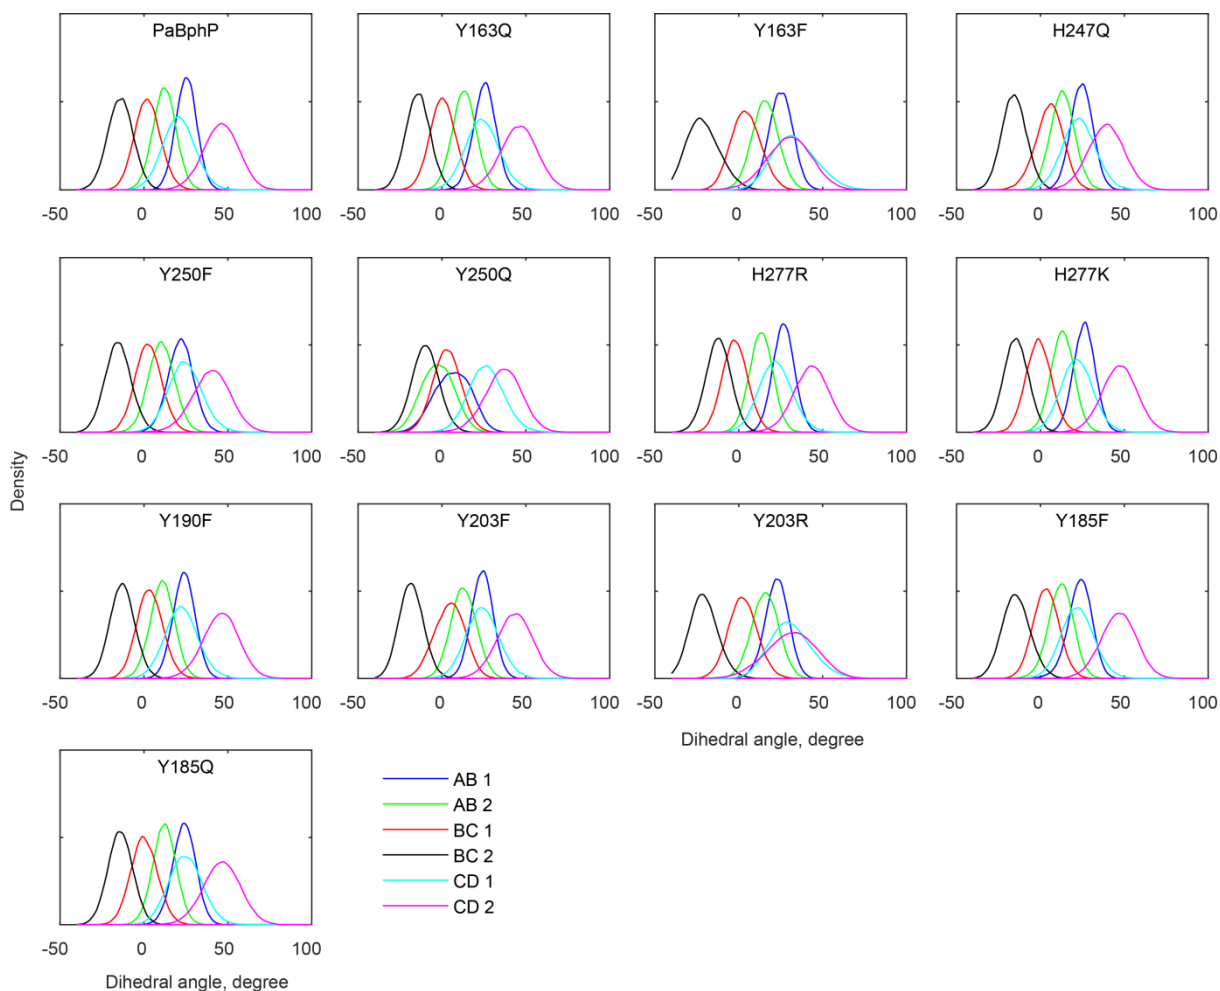 PaBphP
Y163Q
Y163F
H247Q
-50 0 50 100
-50 0 50 100
-50 0 50 100
-50 0 50 100
Y250F
Y250Q
H277R
H277K
-50 0 50 100
-50 0 50 100
-50 0 50 100
-50 0 50 100
Density
Y190F
Y203F
Y203R
Y185F
-50 0 50 100
-50 0 50 100
-50 0 50 100
-50 0 50 100
Dihedral angle, degree
Y185Q
-50 0 50 100
Dihedral angle, degree
AB 1
AB 2
BC 1
BC 2
CD 1
CD 2